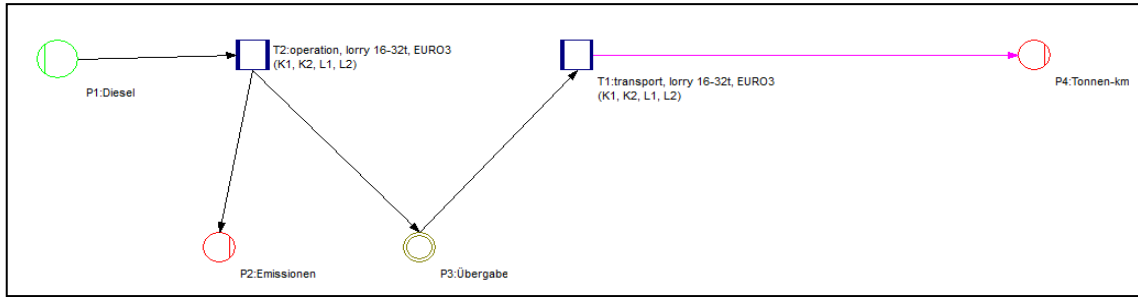 P1:Diesel
T2:operation, lorry 16-32t, EURO3
(K1, K2, L1, L2)
T1:transport, lorry 16-32t, EURO3
(K1, K2, L1, L2)
P4:Tonnen-km
P2:Emissionen
P3:Übergabe